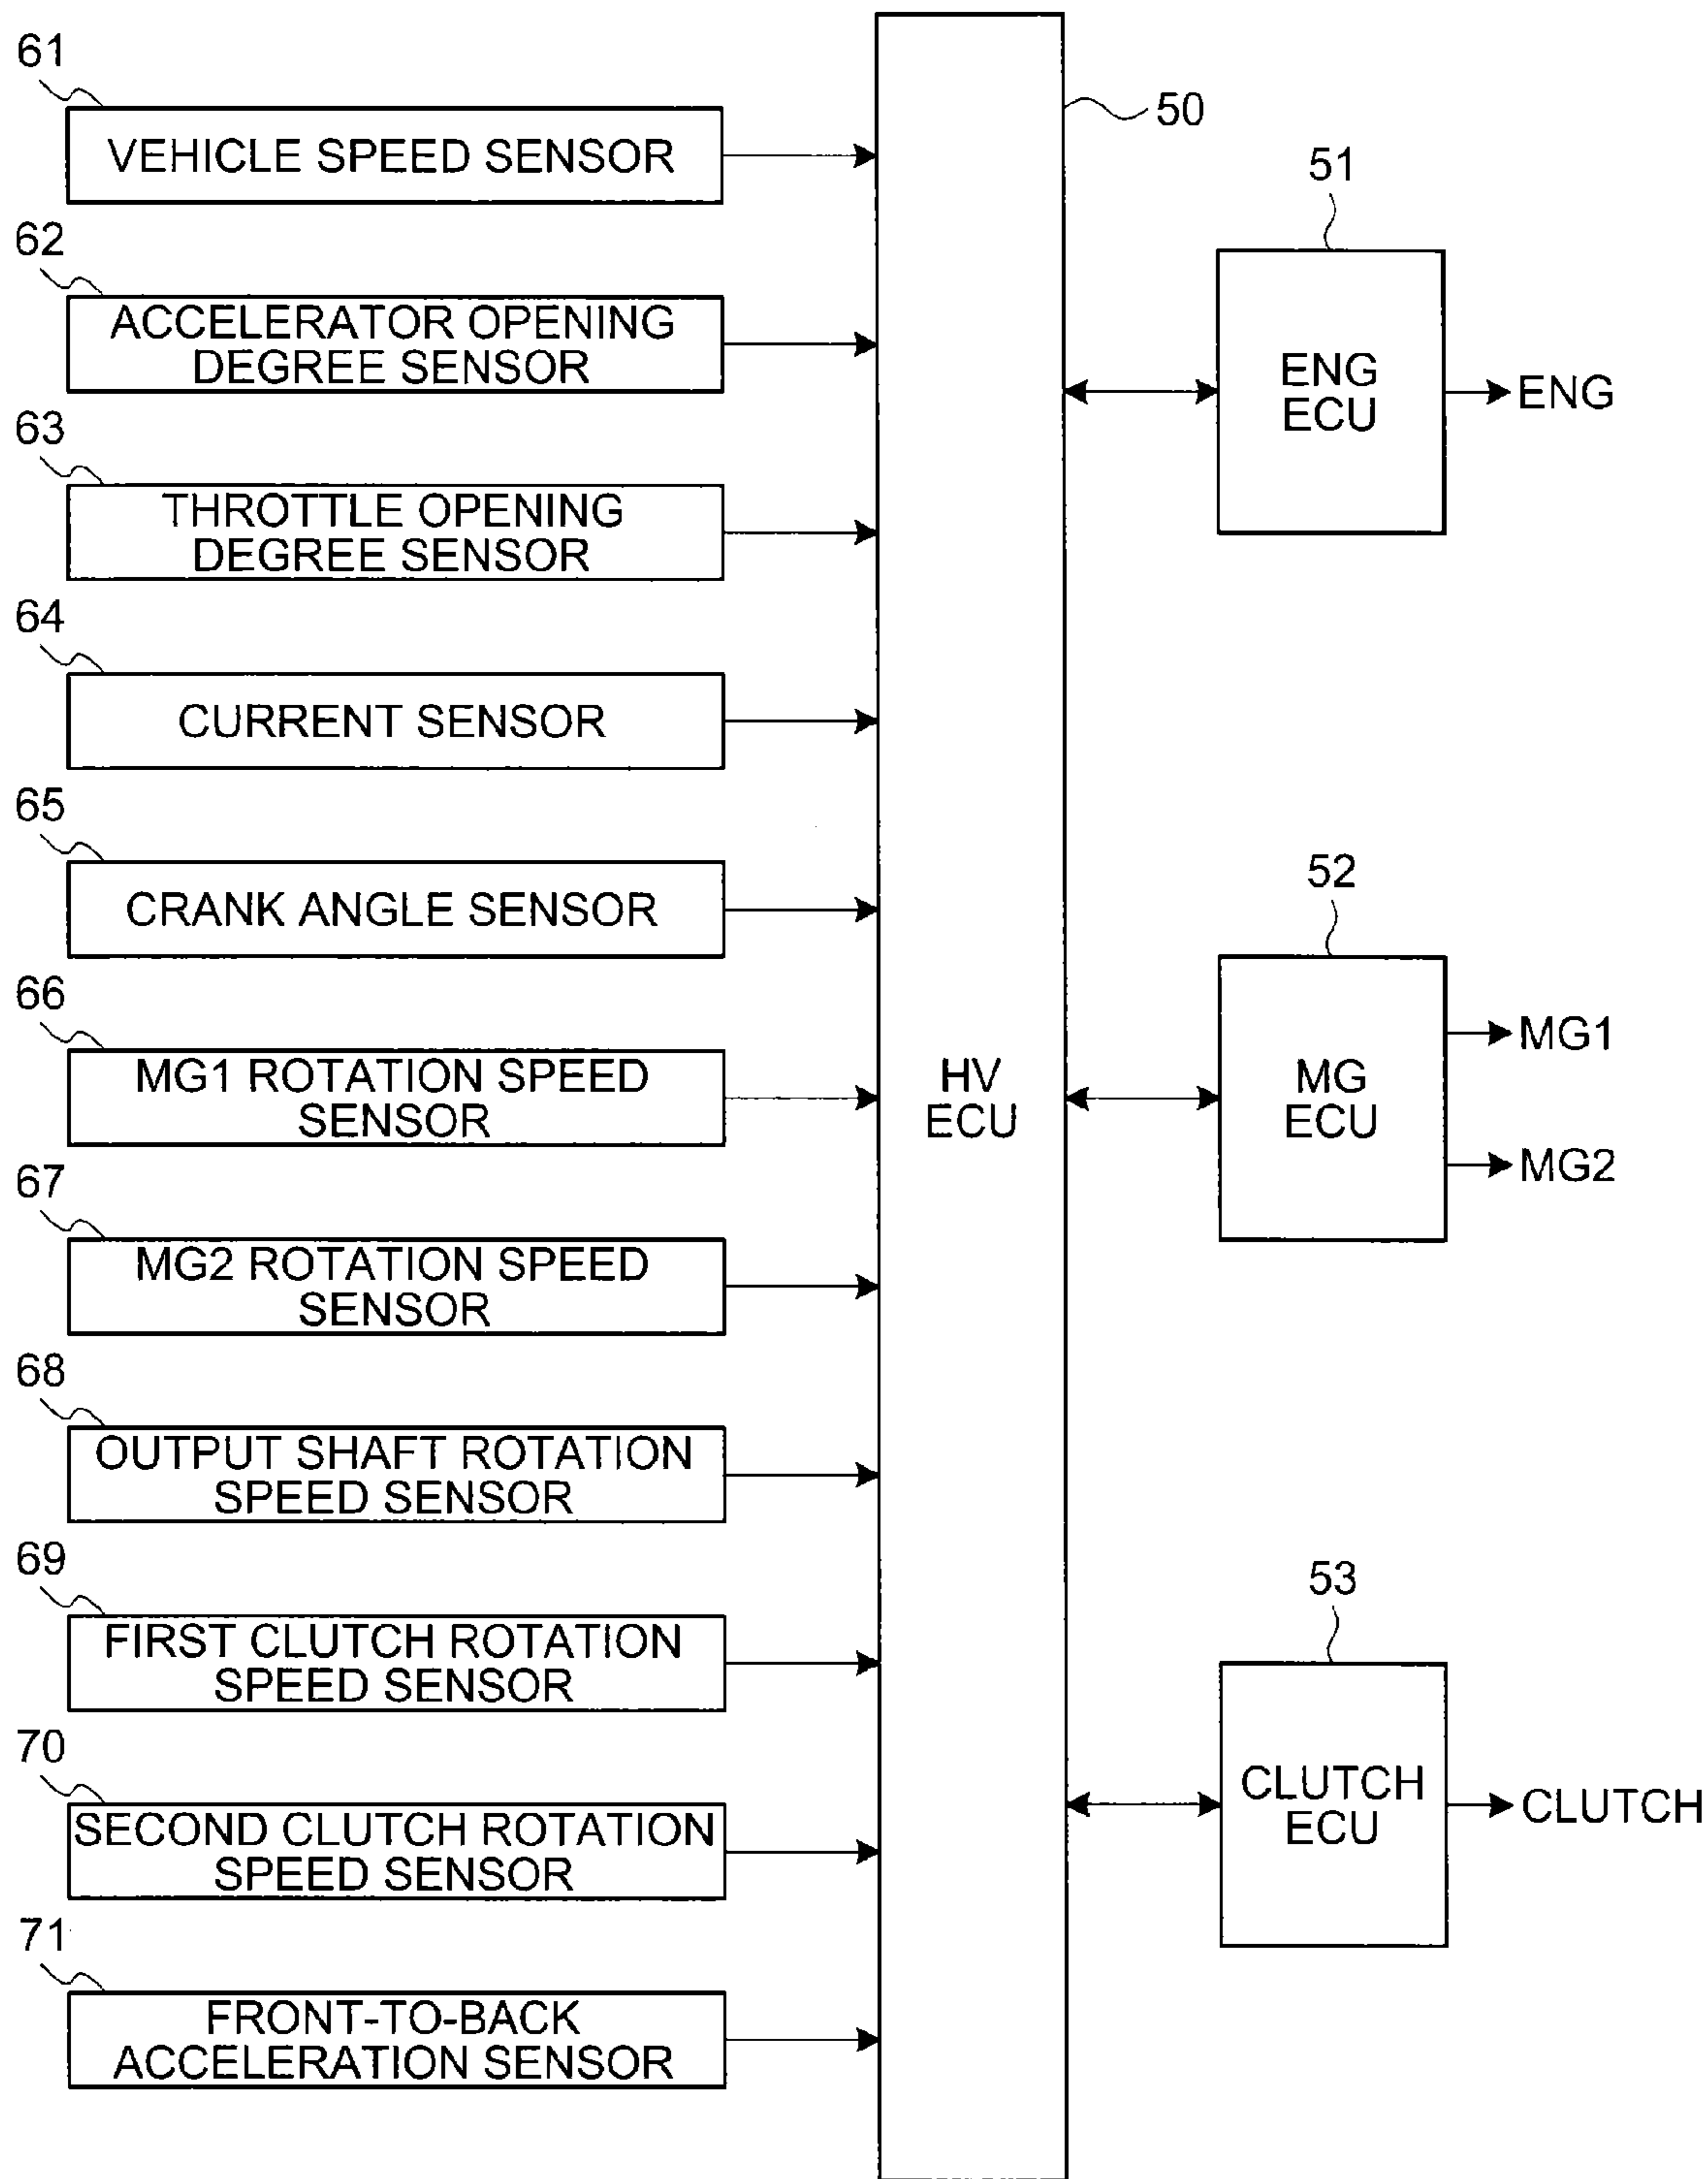 61
VEHICLE SPEED SENSOR
62
ACCELERATOR OPENING
DEGREE SENSOR
63
THROTTLE OPENING
DEGREE SENSOR
64
CURRENT SENSOR
65
CRANK ANGLE SENSOR
66
MG1 ROTATION SPEED
SENSOR
67
MG2 ROTATION SPEED
SENSOR
68
OUTPUT SHAFT ROTATION
SPEED SENSOR
69
FIRST CLUTCH ROTATION
SPEED SENSOR
70
SECOND CLUTCH ROTATION
SPEED SENSOR
71
FRONT-TO-BACK
ACCELERATION SENSOR
50
HV
ECU
51
ENG
ECU
ENG
52
MG
ECU
MG1
MG2
53
CLUTCH
ECU
CLUTCH